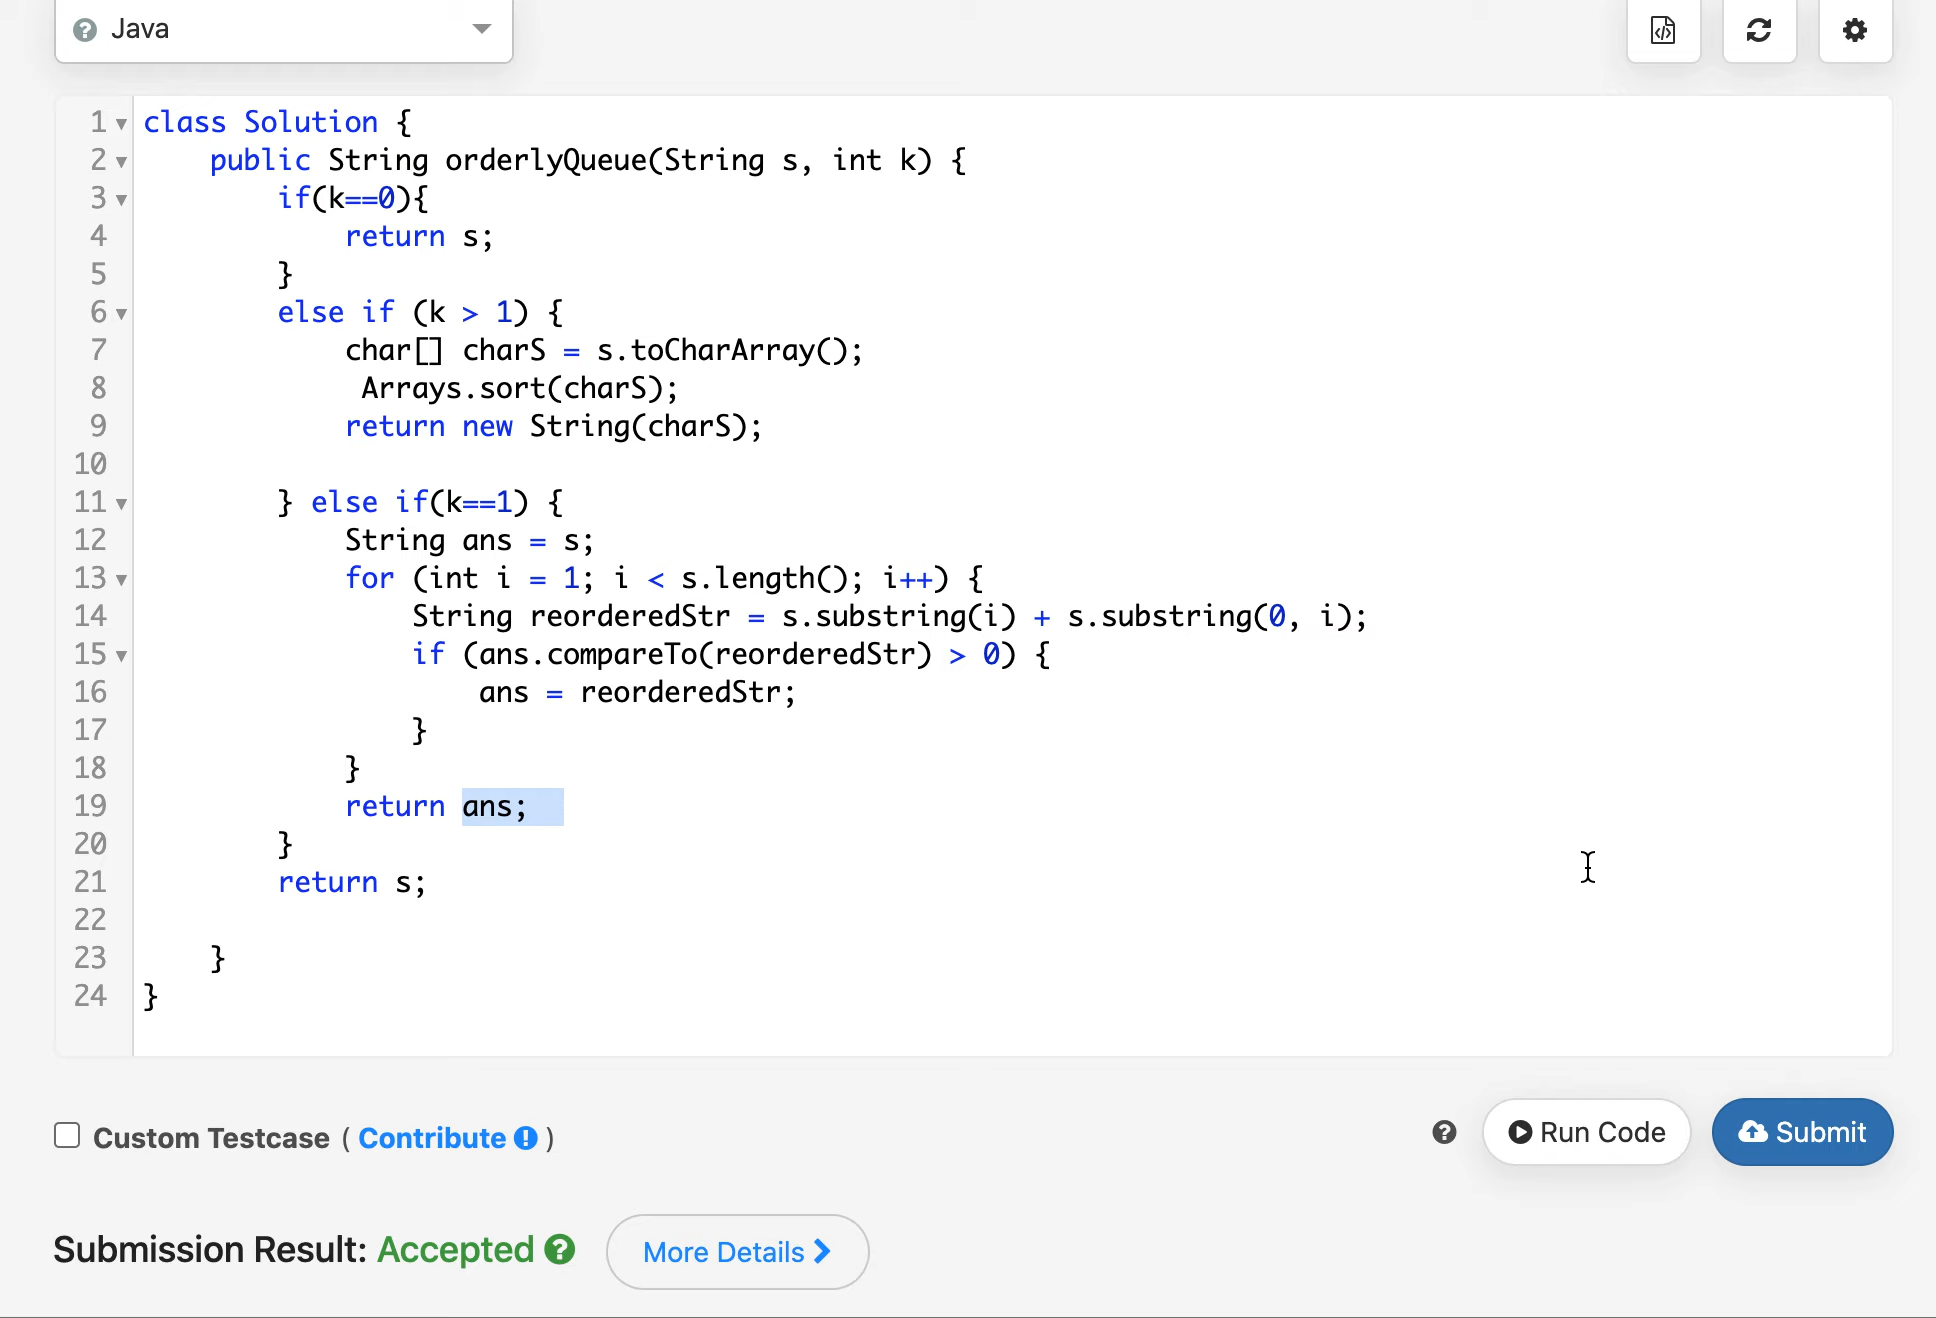 Java
1 class Solution {
2     public String orderlyQueue(String s, int k) {
3         if(k==0){
4             return s;
5         }
6         else if (k > 1) {
7             char[] charS = s.toCharArray();
8              Arrays.sort(charS);
9             return new String(charS);
10
11         } else if(k==1) {
12             String ans = s;
13             for (int i = 1; i < s.length(); i++) {
14                 String reorderedStr = s.substring(i) + s.substring(0, i);
15                 if (ans.compareTo(reorderedStr) > 0) {
16                     ans = reorderedStr;
17                 }
18             }
19             return ans;
20         }
21         return s;
22
23     }
24 }
Custom Testcase ( Contribute ) Run Code Submit
Submission Result: Accepted More Details